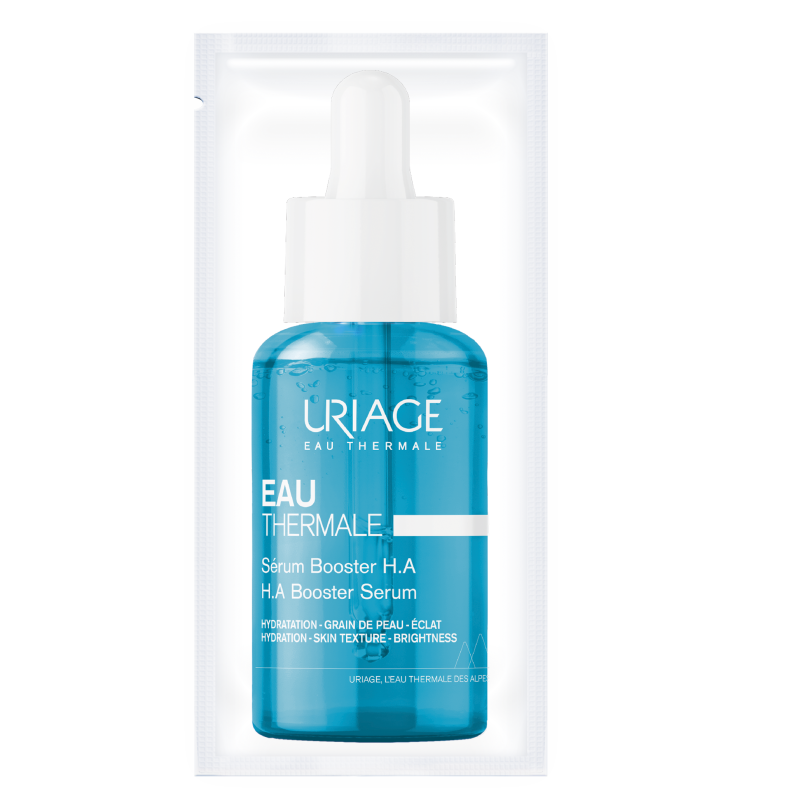 URIAGE
EAU THERMALE
EAU
THERMALE
Sérum Booster H.A
H.A Booster Serum
HYDRATATION - GRAIN DE PEAU - ÉCLAT
HYDRATION - SKIN TEXTURE - BRIGHTNESS
URIAGE, L'EAU THERMALE DES ALPES